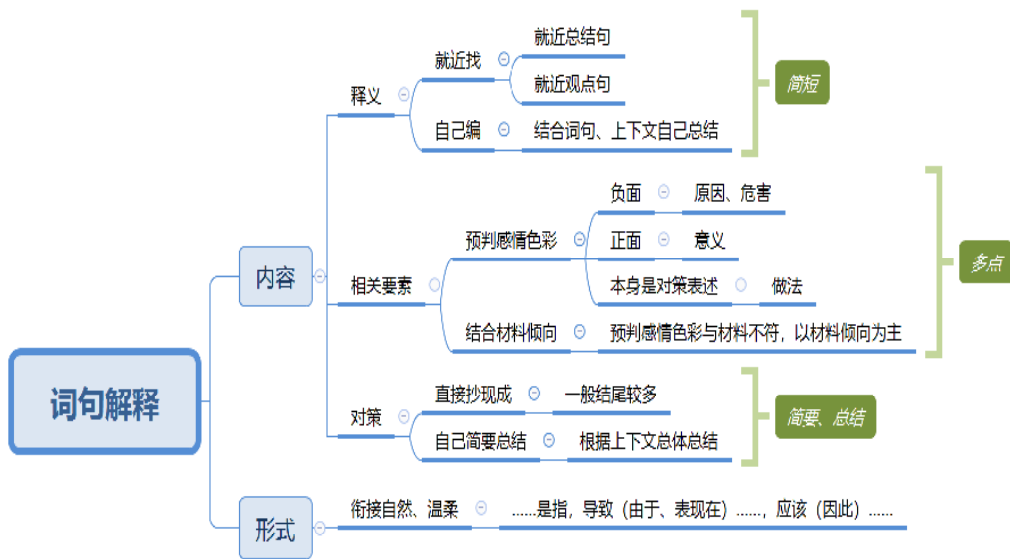 词句解释
内容
释义
就近找
就近总结句
就近观点句
自己编
结合词句、上下文自己总结
简短
相关要素
预判感情色彩
负面
原因、危害
正面
意义
本身是对策表述
做法
结合材料倾向
预判感情色彩与材料不符，以材料倾向为主
多点
对策
直接抄现成
一般结尾较多
自己简要总结
根据上下文总体总结
简要、总结
形式
衔接自然、温柔
……是指，导致（由于、表现在）……，应该（因此）……